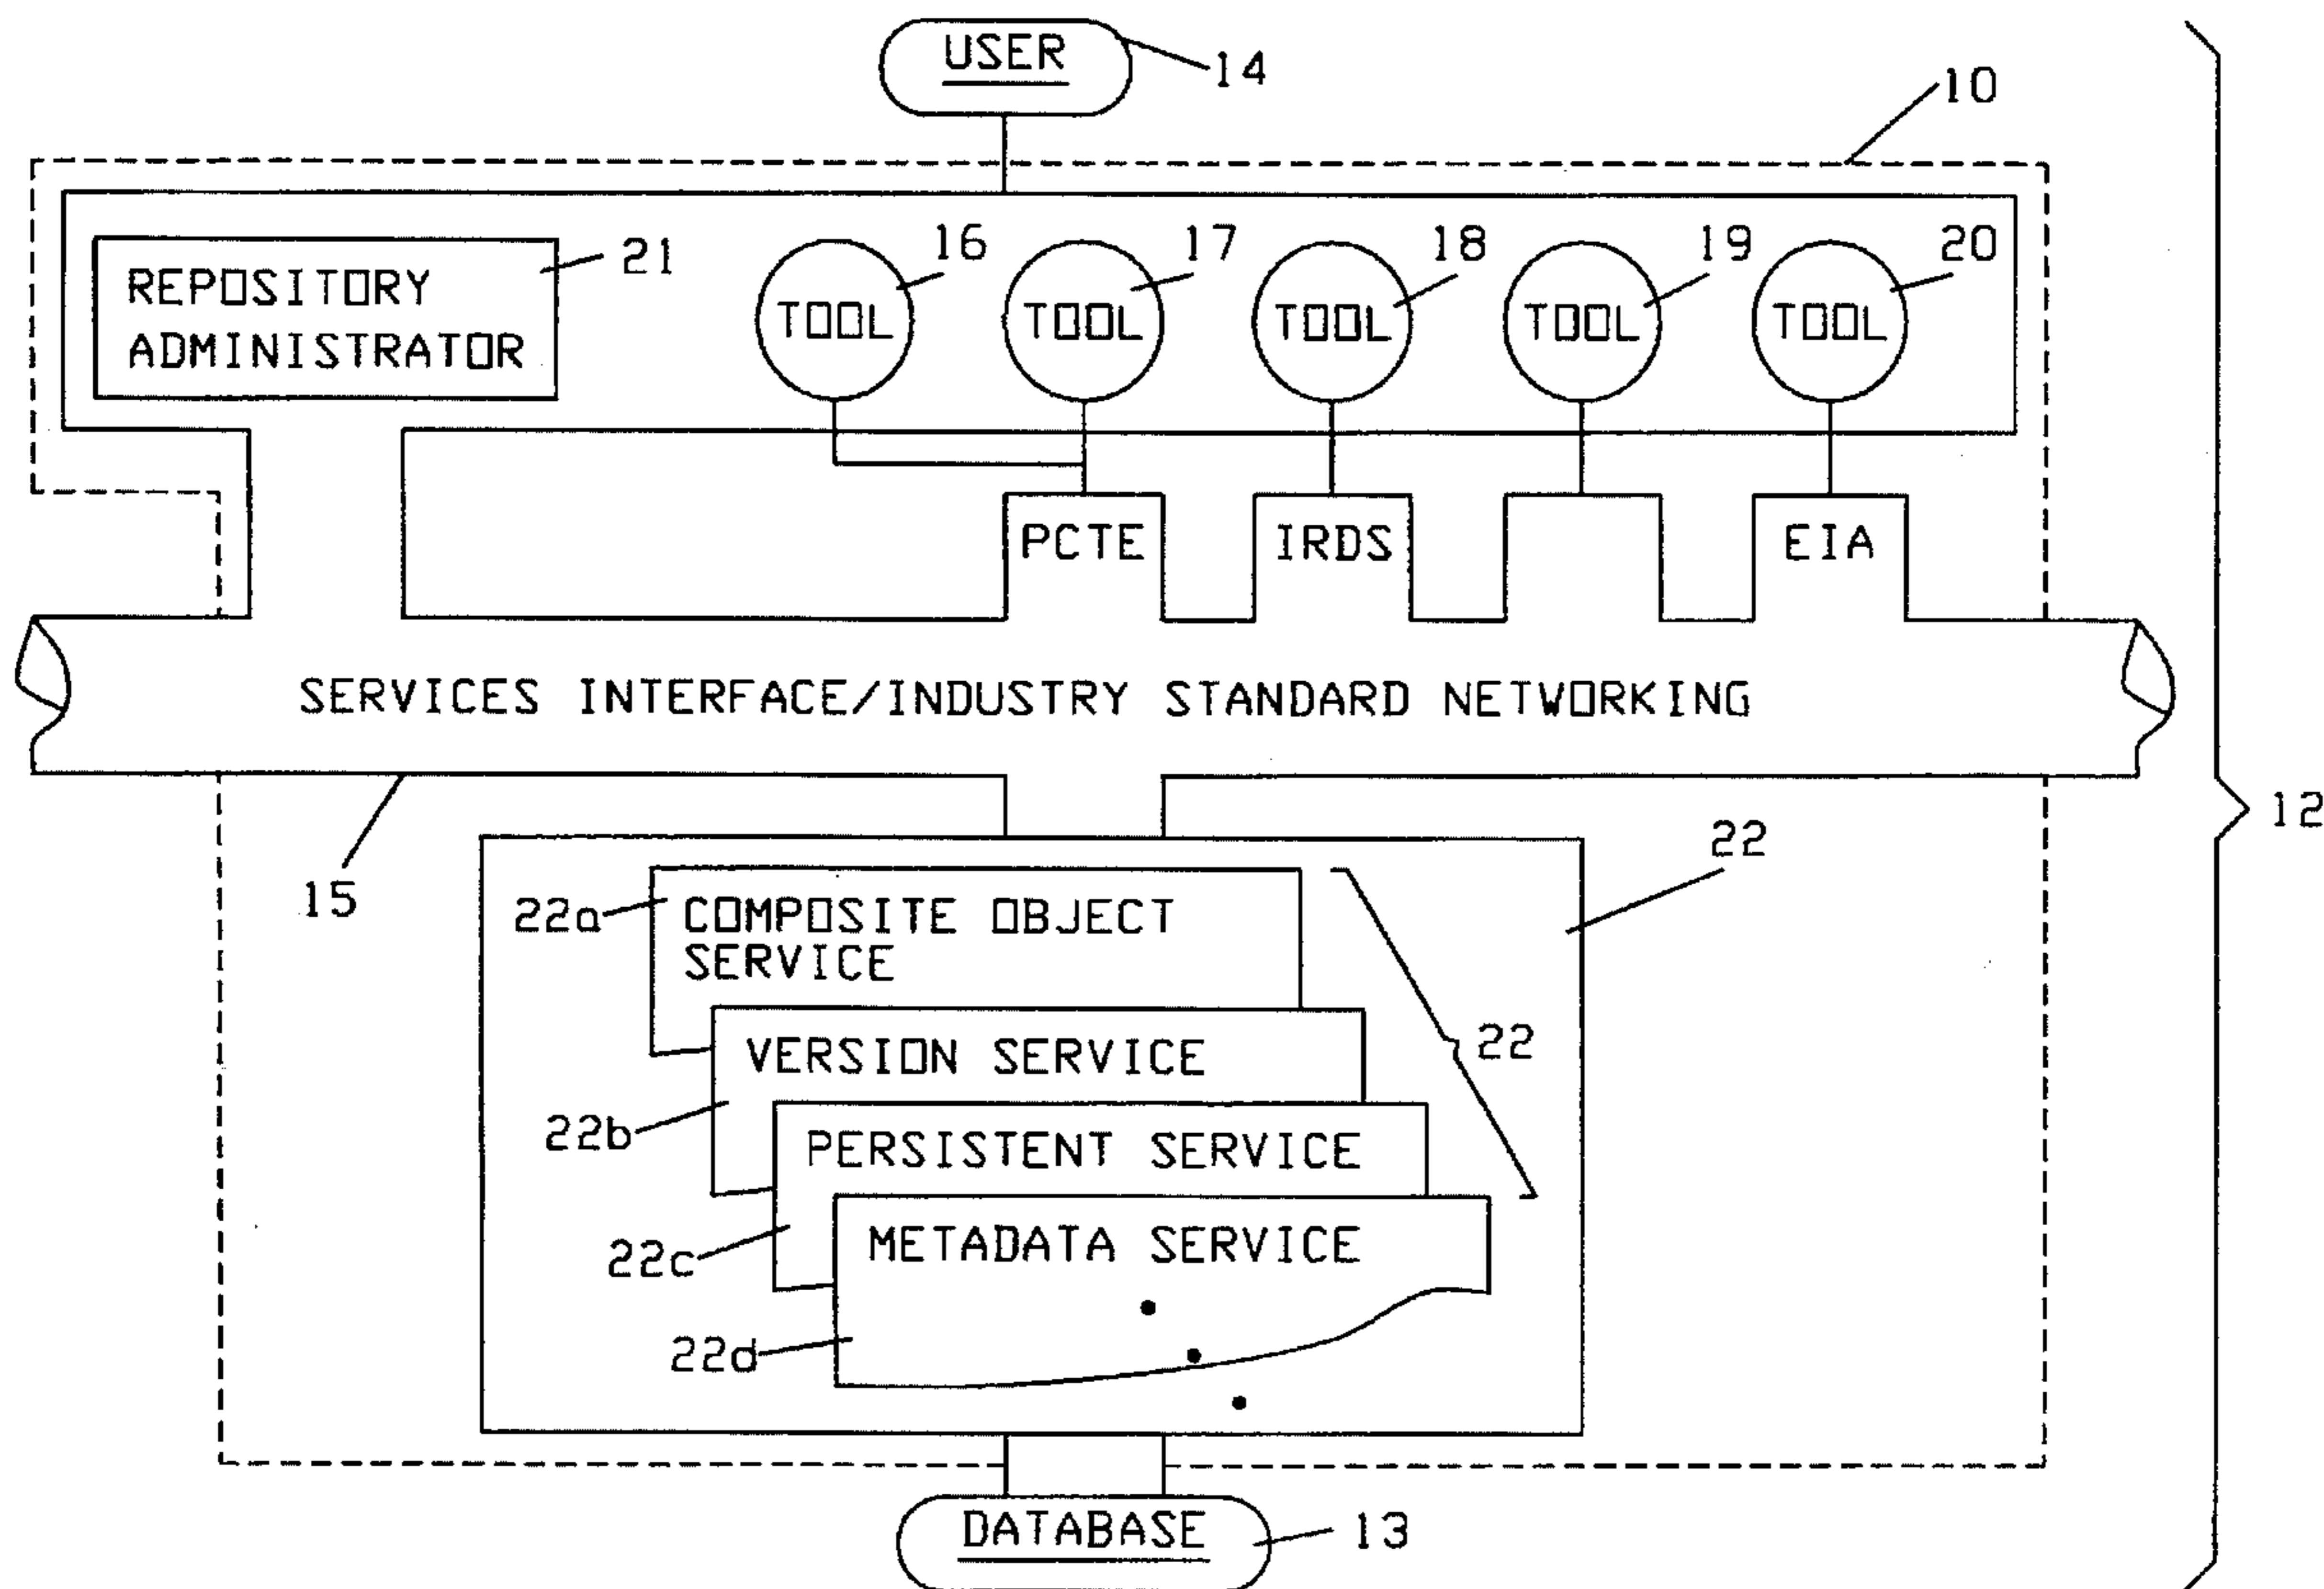 USER
14
10
REPOSITORY
ADMINISTRATOR
21
16
17
18
19
20
TOOL
TOOL
TOOL
TOOL
TOOL
PCTE
IRDS
EIA
SERVICES INTERFACE/INDUSTRY STANDARD NETWORKING
12
15
22
22a
COMPOSITE OBJECT
SERVICE
22
VERSION SERVICE
22b
PERSISTENT SERVICE
22c
METADATA SERVICE
22d
DATABASE
13